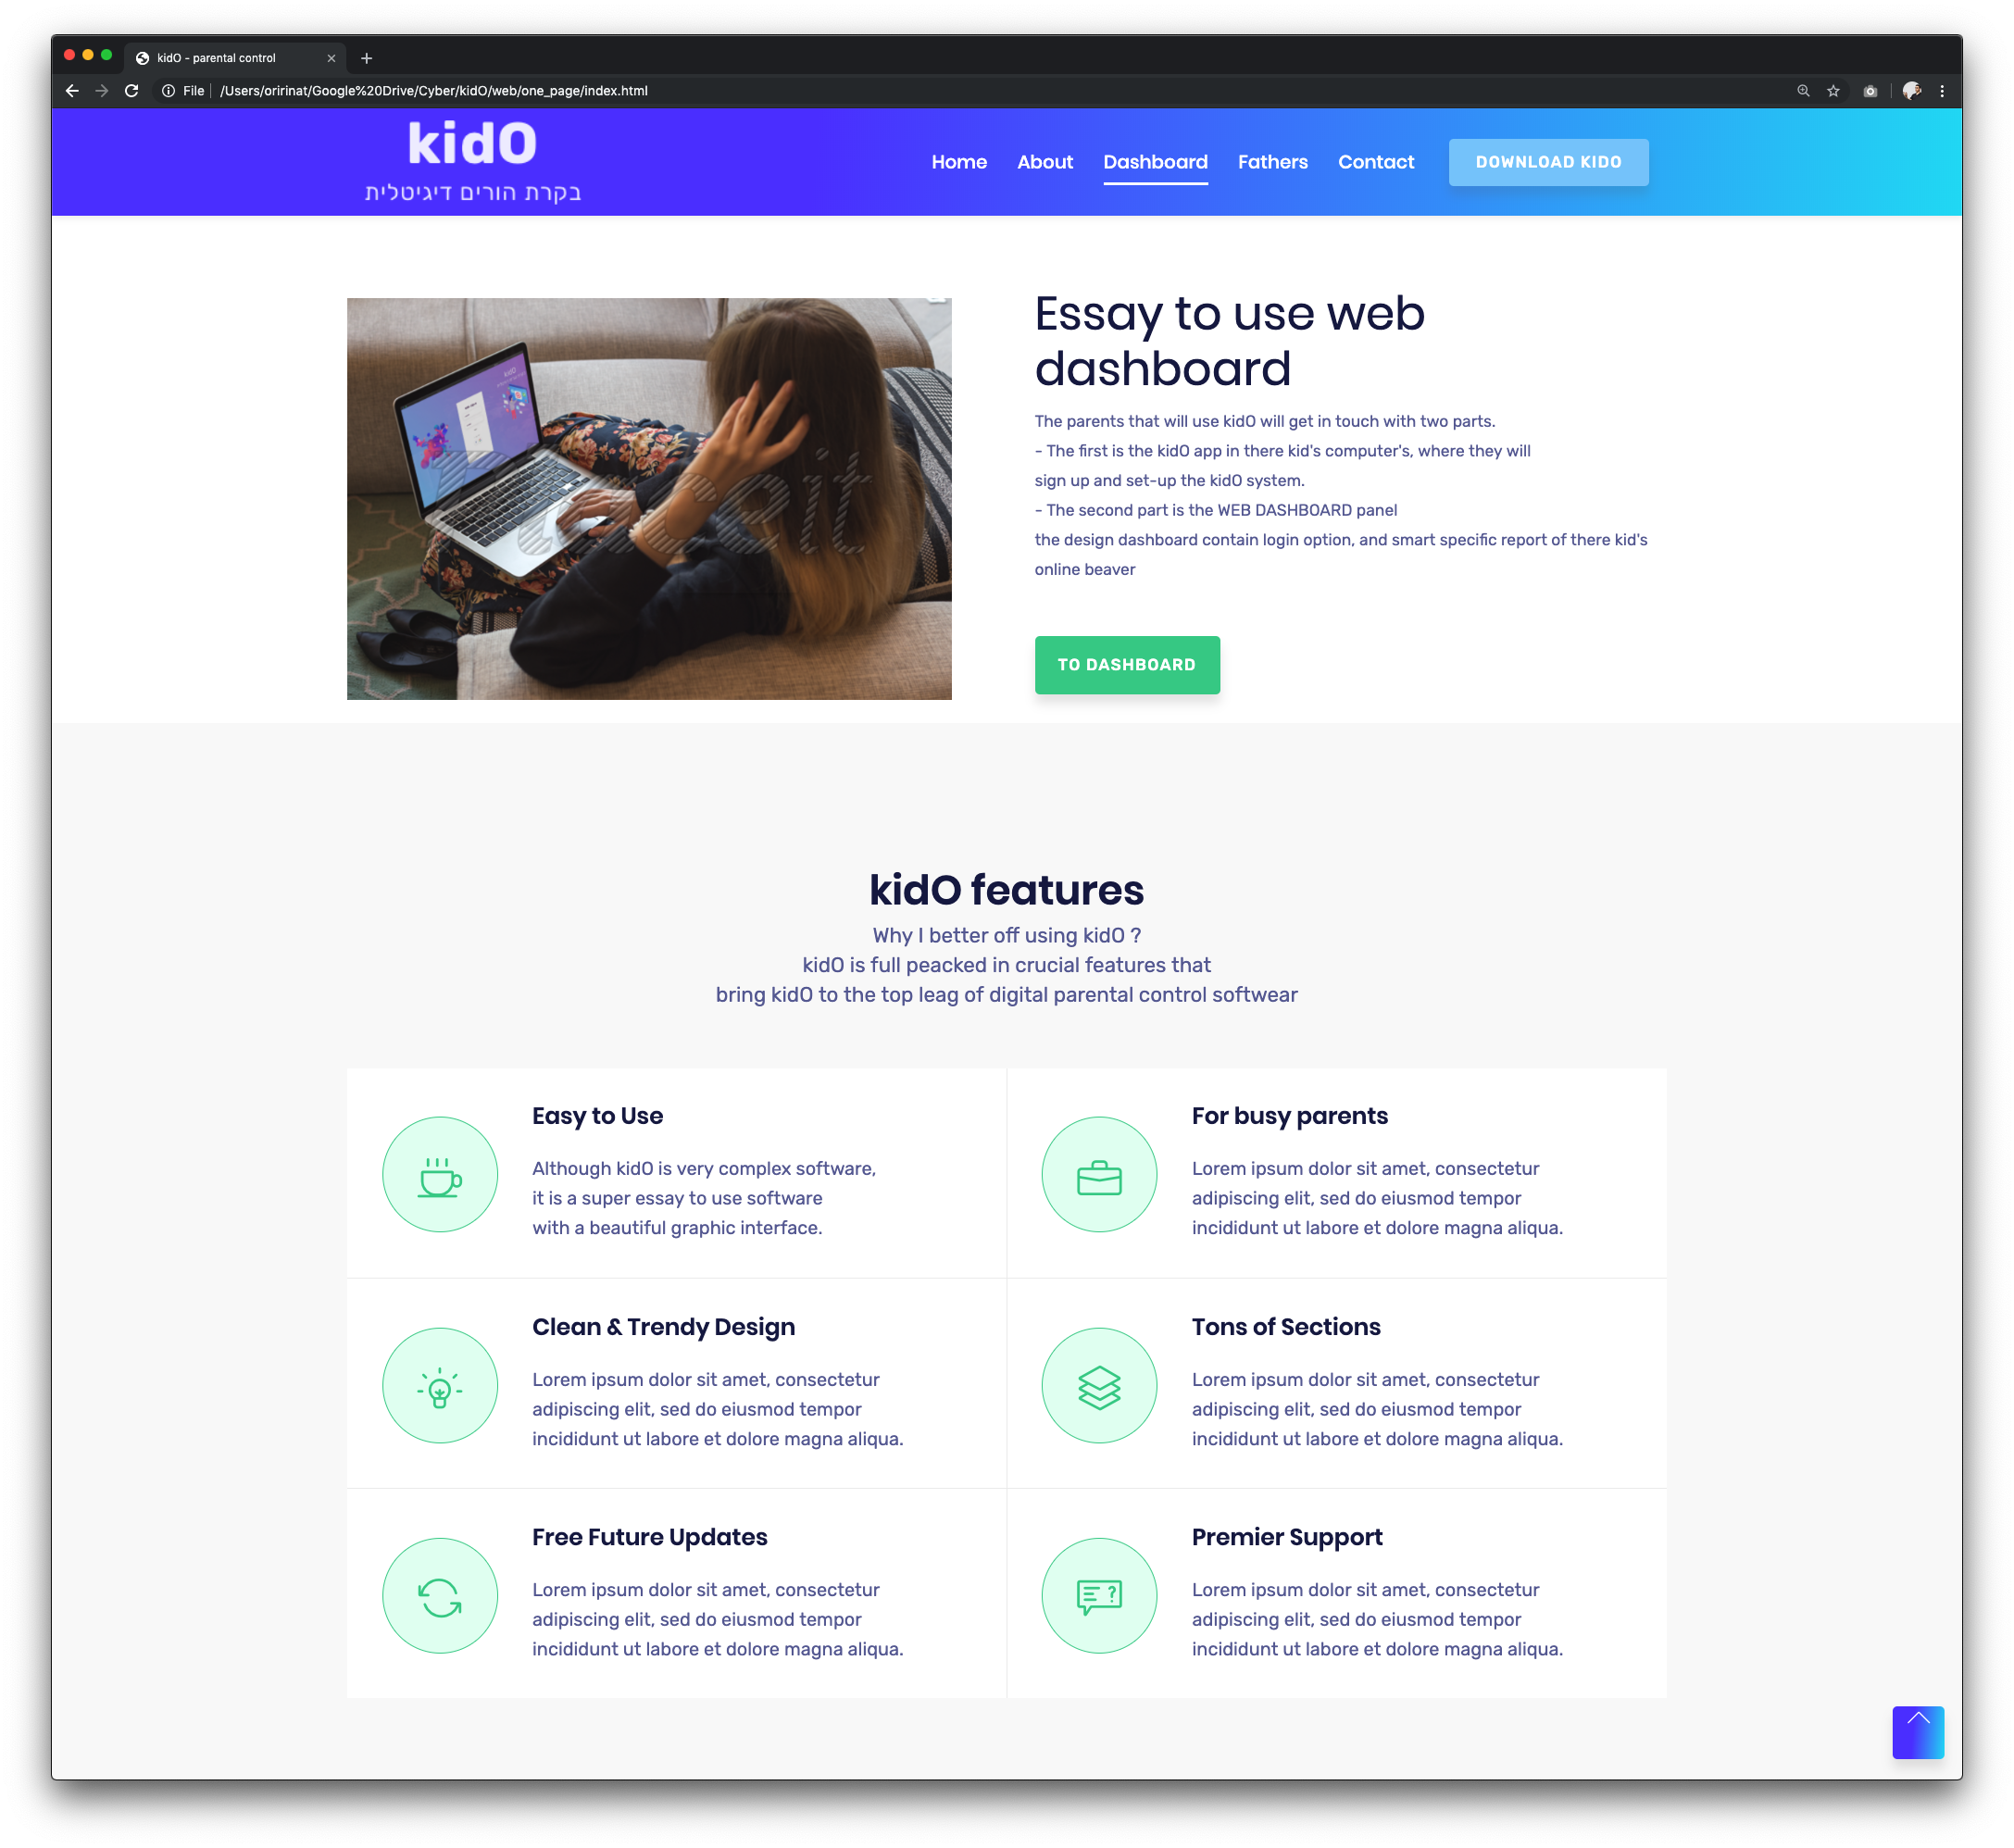 kidO - parental control
File
/Users/oririnat/Google%20Drive/Cyber/kidO/web/one_page/index.html
kidO
בקרת הורים דיגיטלית
Home About Dashboard Fathers Contact DOWNLOAD KIDO
Essay to use web
dashboard
The parents that will use kidO will get in touch with two parts.
- The first is the kidO app in there kid's computer's, where they will
sign up and set-up the kidO system.
- The second part is the WEB DASHBOARD panel
the design dashboard contain login option, and smart specific report of there kid's
online beaver
TO DASHBOARD
kidO features
Why I better off using kidO ?
kidO is full peacked in crucial features that
bring kidO to the top leag of digital parental control softwear
Easy to Use
Although kidO is very complex software,
it is a super essay to use software
with a beautiful graphic interface.
For busy parents
Lorem ipsum dolor sit amet, consectetur
adipiscing elit, sed do eiusmod tempor
incididunt ut labore et dolore magna aliqua.
Clean & Trendy Design
Lorem ipsum dolor sit amet, consectetur
adipiscing elit, sed do eiusmod tempor
incididunt ut labore et dolore magna aliqua.
Tons of Sections
Lorem ipsum dolor sit amet, consectetur
adipiscing elit, sed do eiusmod tempor
incididunt ut labore et dolore magna aliqua.
Free Future Updates
Lorem ipsum dolor sit amet, consectetur
adipiscing elit, sed do eiusmod tempor
incididunt ut labore et dolore magna aliqua.
Premier Support
Lorem ipsum dolor sit amet, consectetur
adipiscing elit, sed do eiusmod tempor
incididunt ut labore et dolore magna aliqua.